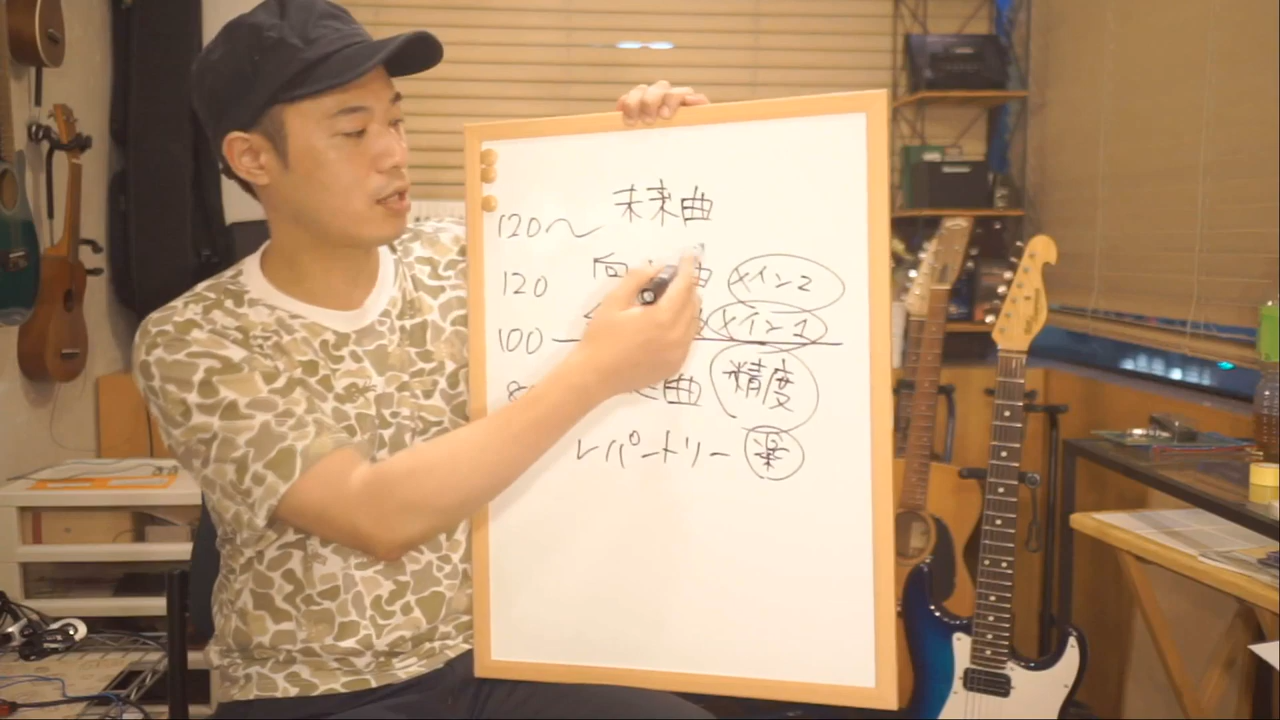 120〜 未来曲
120 向 曲 メイン2
100 メイン1
8 曲 精度
レパートリー 楽